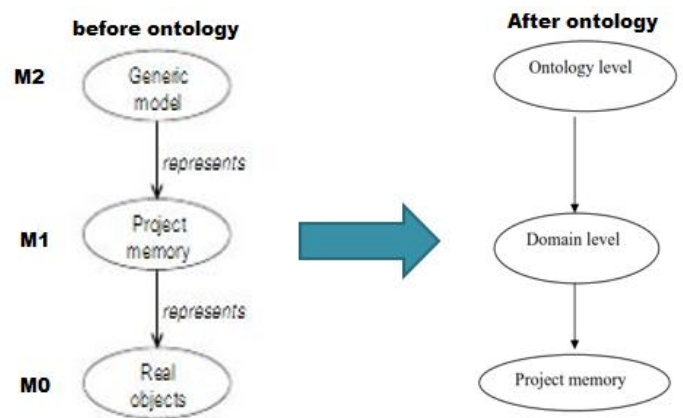 before ontology
M2
Generic
model
represents
M1
Project
memory
represents
M0
Real
objects
After ontology
Ontology level
Domain level
Project memory